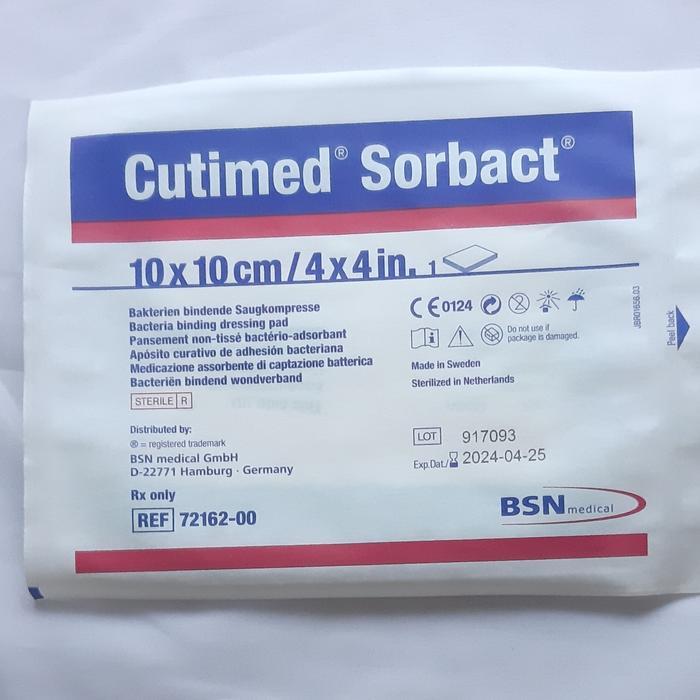 Cutimed® Sorbact®
10 x 10 cm / 4 x 4 in. 1
Bakterien bindende Saugkompresse
Bacteria binding dressing pad
Pansement non-tissé bactério-adsorbant
Apósito curativo de adhesión bacteriana
Medicazione assorbente di captazione batterica
Bacteriën bindend wondverband
STERILE R
Distributed by:
® = registered trademark
BSN medical GmbH
D-22771 Hamburg · Germany
Rx only
REF 72162-00
CE 0124
2
i
Do not use if
package is damaged.
Made in Sweden
Sterilized in Netherlands
LOT 917093
Exp.Dat./ 2024-04-25
BSN medical
JBR01656.03
Peel back